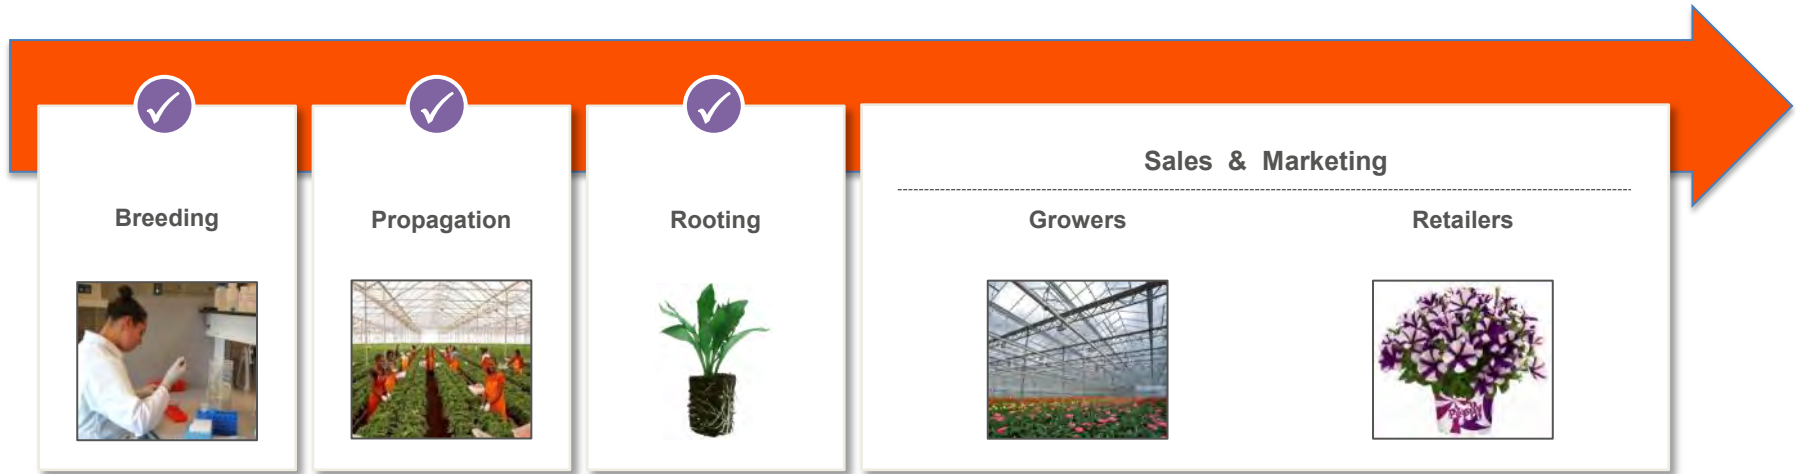 Sales & Marketing
Breeding
Propagation
Rooting
Growers
Retailers